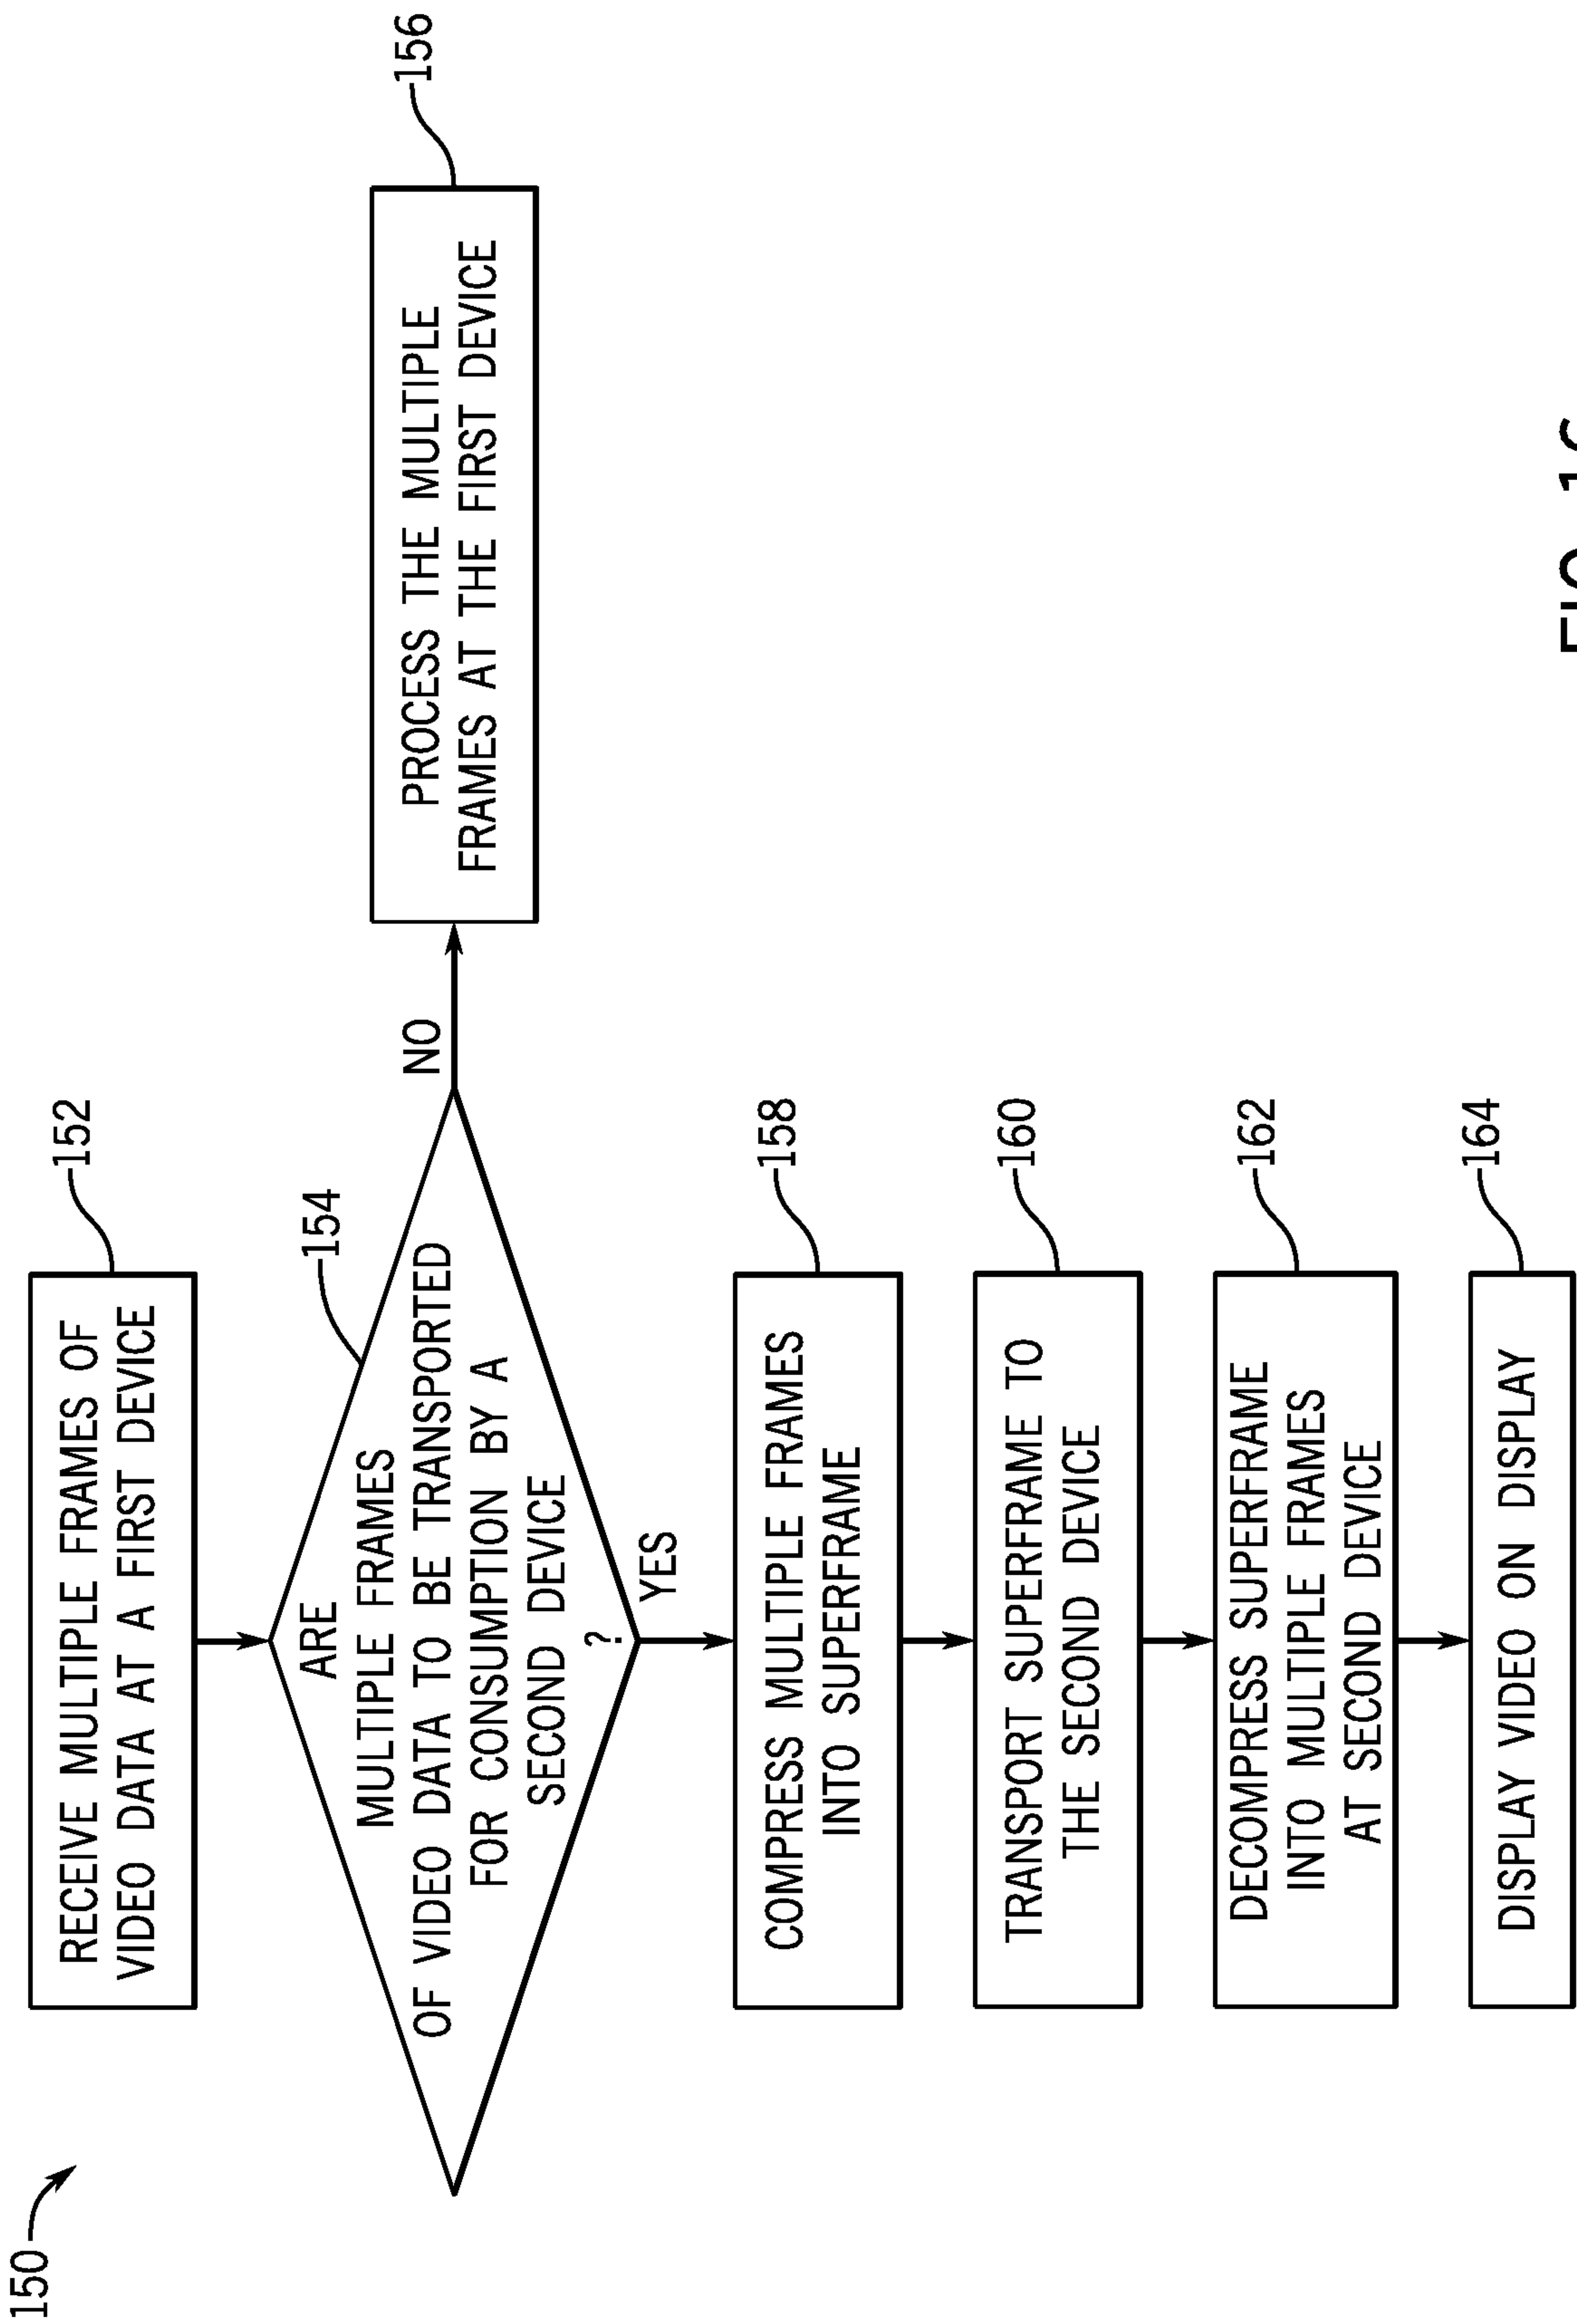 150
RECEIVE MULTIPLE FRAMES OF
VIDEO DATA AT A FIRST DEVICE
152
ARE
MULTIPLE FRAMES
OF VIDEO DATA TO BE TRANSPORTED
FOR CONSUMPTION BY A
SECOND DEVICE
?
154
NO
PROCESS THE MULTIPLE
FRAMES AT THE FIRST DEVICE
156
YES
COMPRESS MULTIPLE FRAMES
INTO SUPERFRAME
158
TRANSPORT SUPERFRAME TO
THE SECOND DEVICE
160
DECOMPRESS SUPERFRAME
INTO MULTIPLE FRAMES
AT SECOND DEVICE
162
DISPLAY VIDEO ON DISPLAY
164